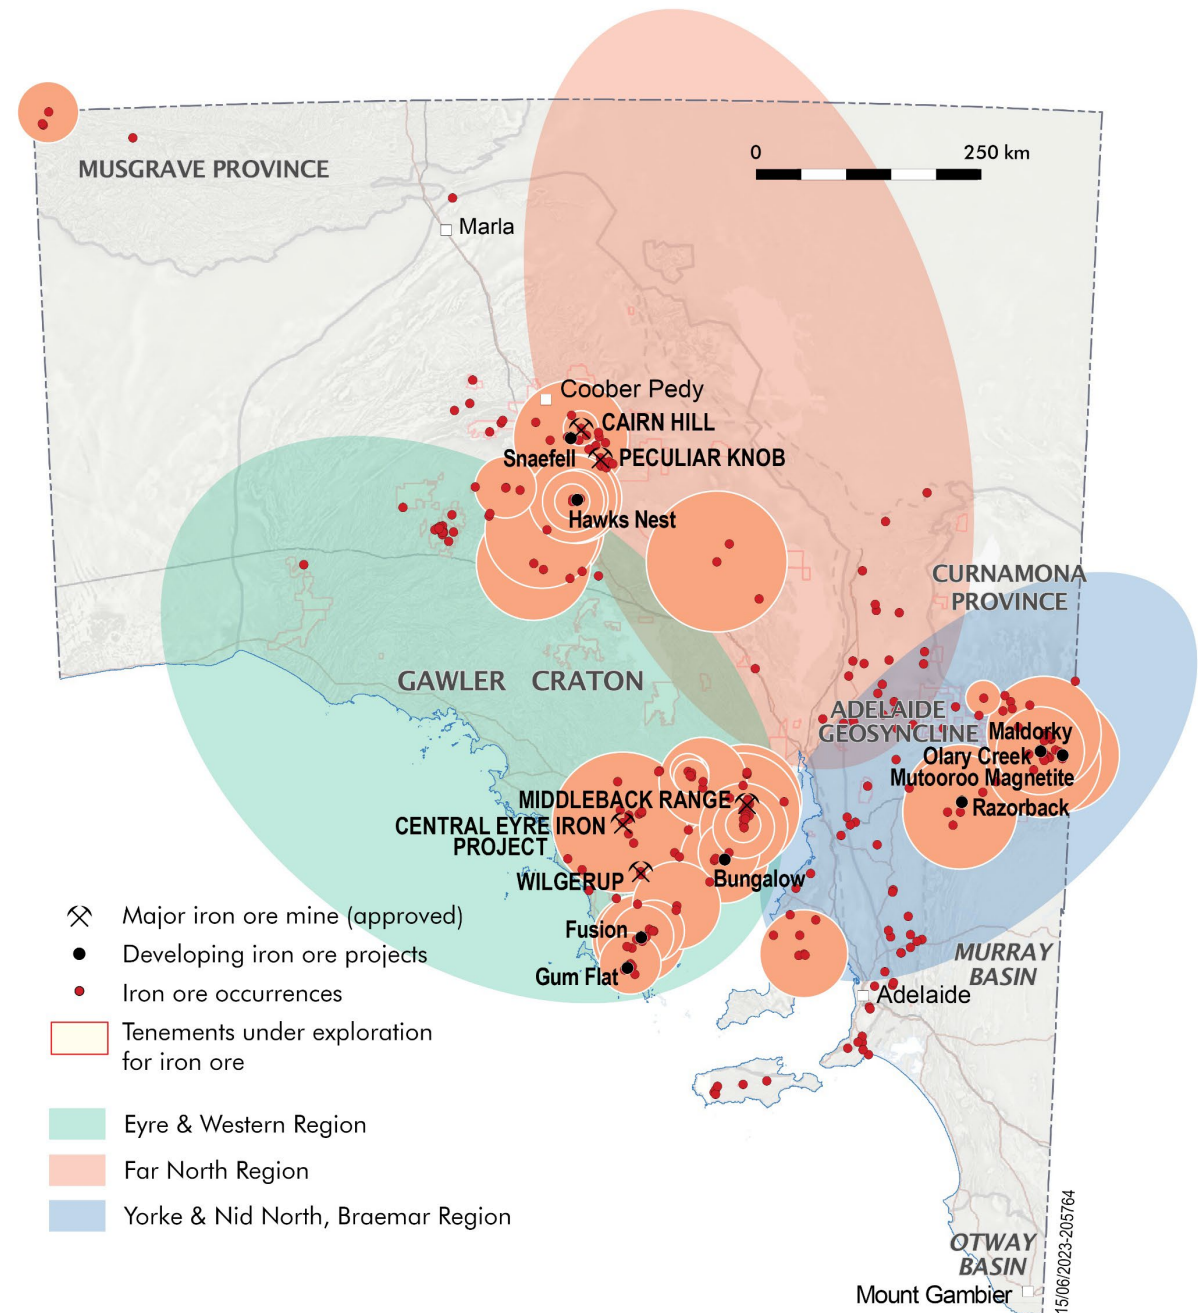 0 250 km
MUSGRAVE PROVINCE
Marla
Coober Pedy
CAIRN HILL
Snaefell
PECULIAR KNOB
Hawks Nest
CURNAMONA
PROVINCE
GAWLER CRATON
ADELAIDE
GEOSYNCLINE
Maldorky
Olary Creek
Mutooroo Magnetite
Razorback
MIDDLEBACK RANGE
CENTRAL EYRE IRON
PROJECT
WILGERUP
Bungalow
Fusion
Gum Flat
MURRAY
BASIN
Adelaide
Major iron ore mine (approved)
Developing iron ore projects
Iron ore occurrences
Tenements under exploration
for iron ore
Eyre & Western Region
Far North Region
Yorke & Nid North, Braemar Region
OTWAY
BASIN
Mount Gambier
15/06/2023-205764